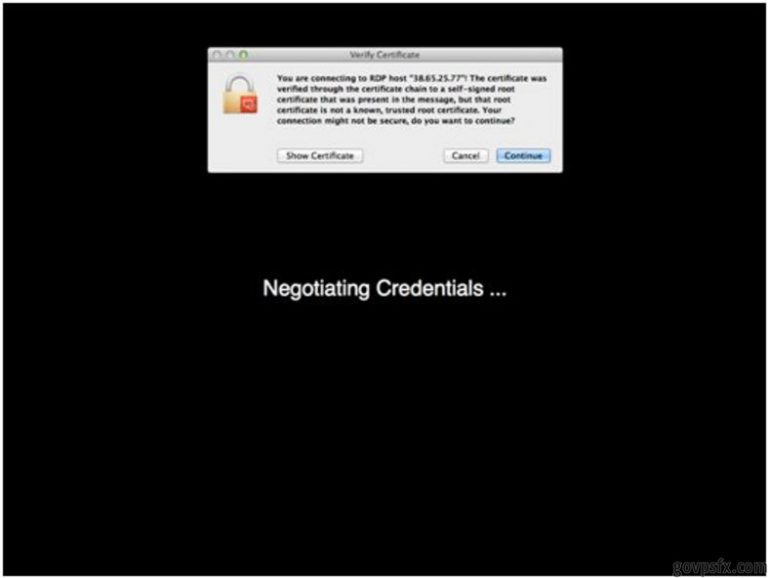 Verify Certificate
You are connecting to RDP host "38.65.25.77"! The certificate was
verified through the certificate chain to a self-signed root
certificate that was present in the message, but that root
certificate is not a known, trusted root certificate. Your
connection might not be secure, do you want to continue?
Show Certificate Cancel Continue
Negotiating Credentials ...
govpsfx.com